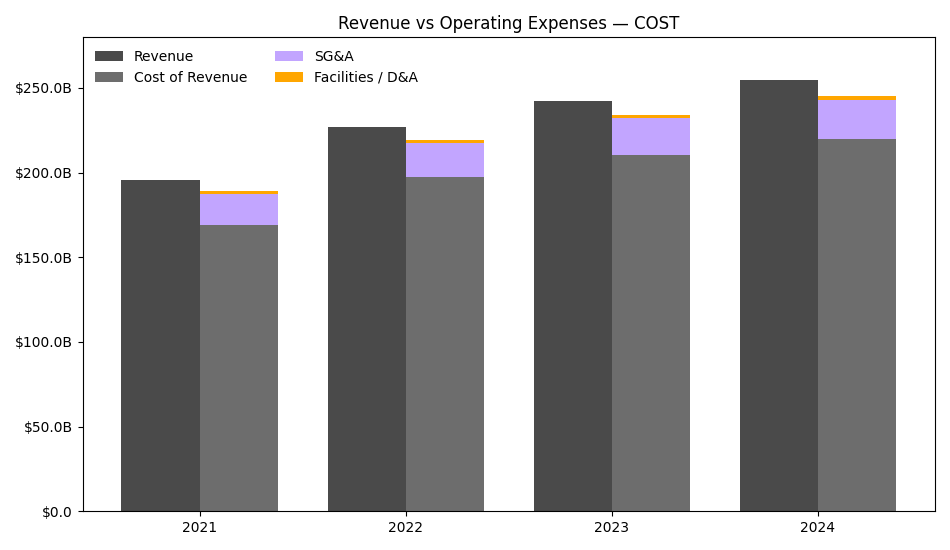 Revenue vs Operating Expenses — COST
Revenue
Cost of Revenue
SG&A
Facilities / D&A
$250.0B
$200.0B
$150.0B
$100.0B
$50.0B
$0.0
2021
2022
2023
2024